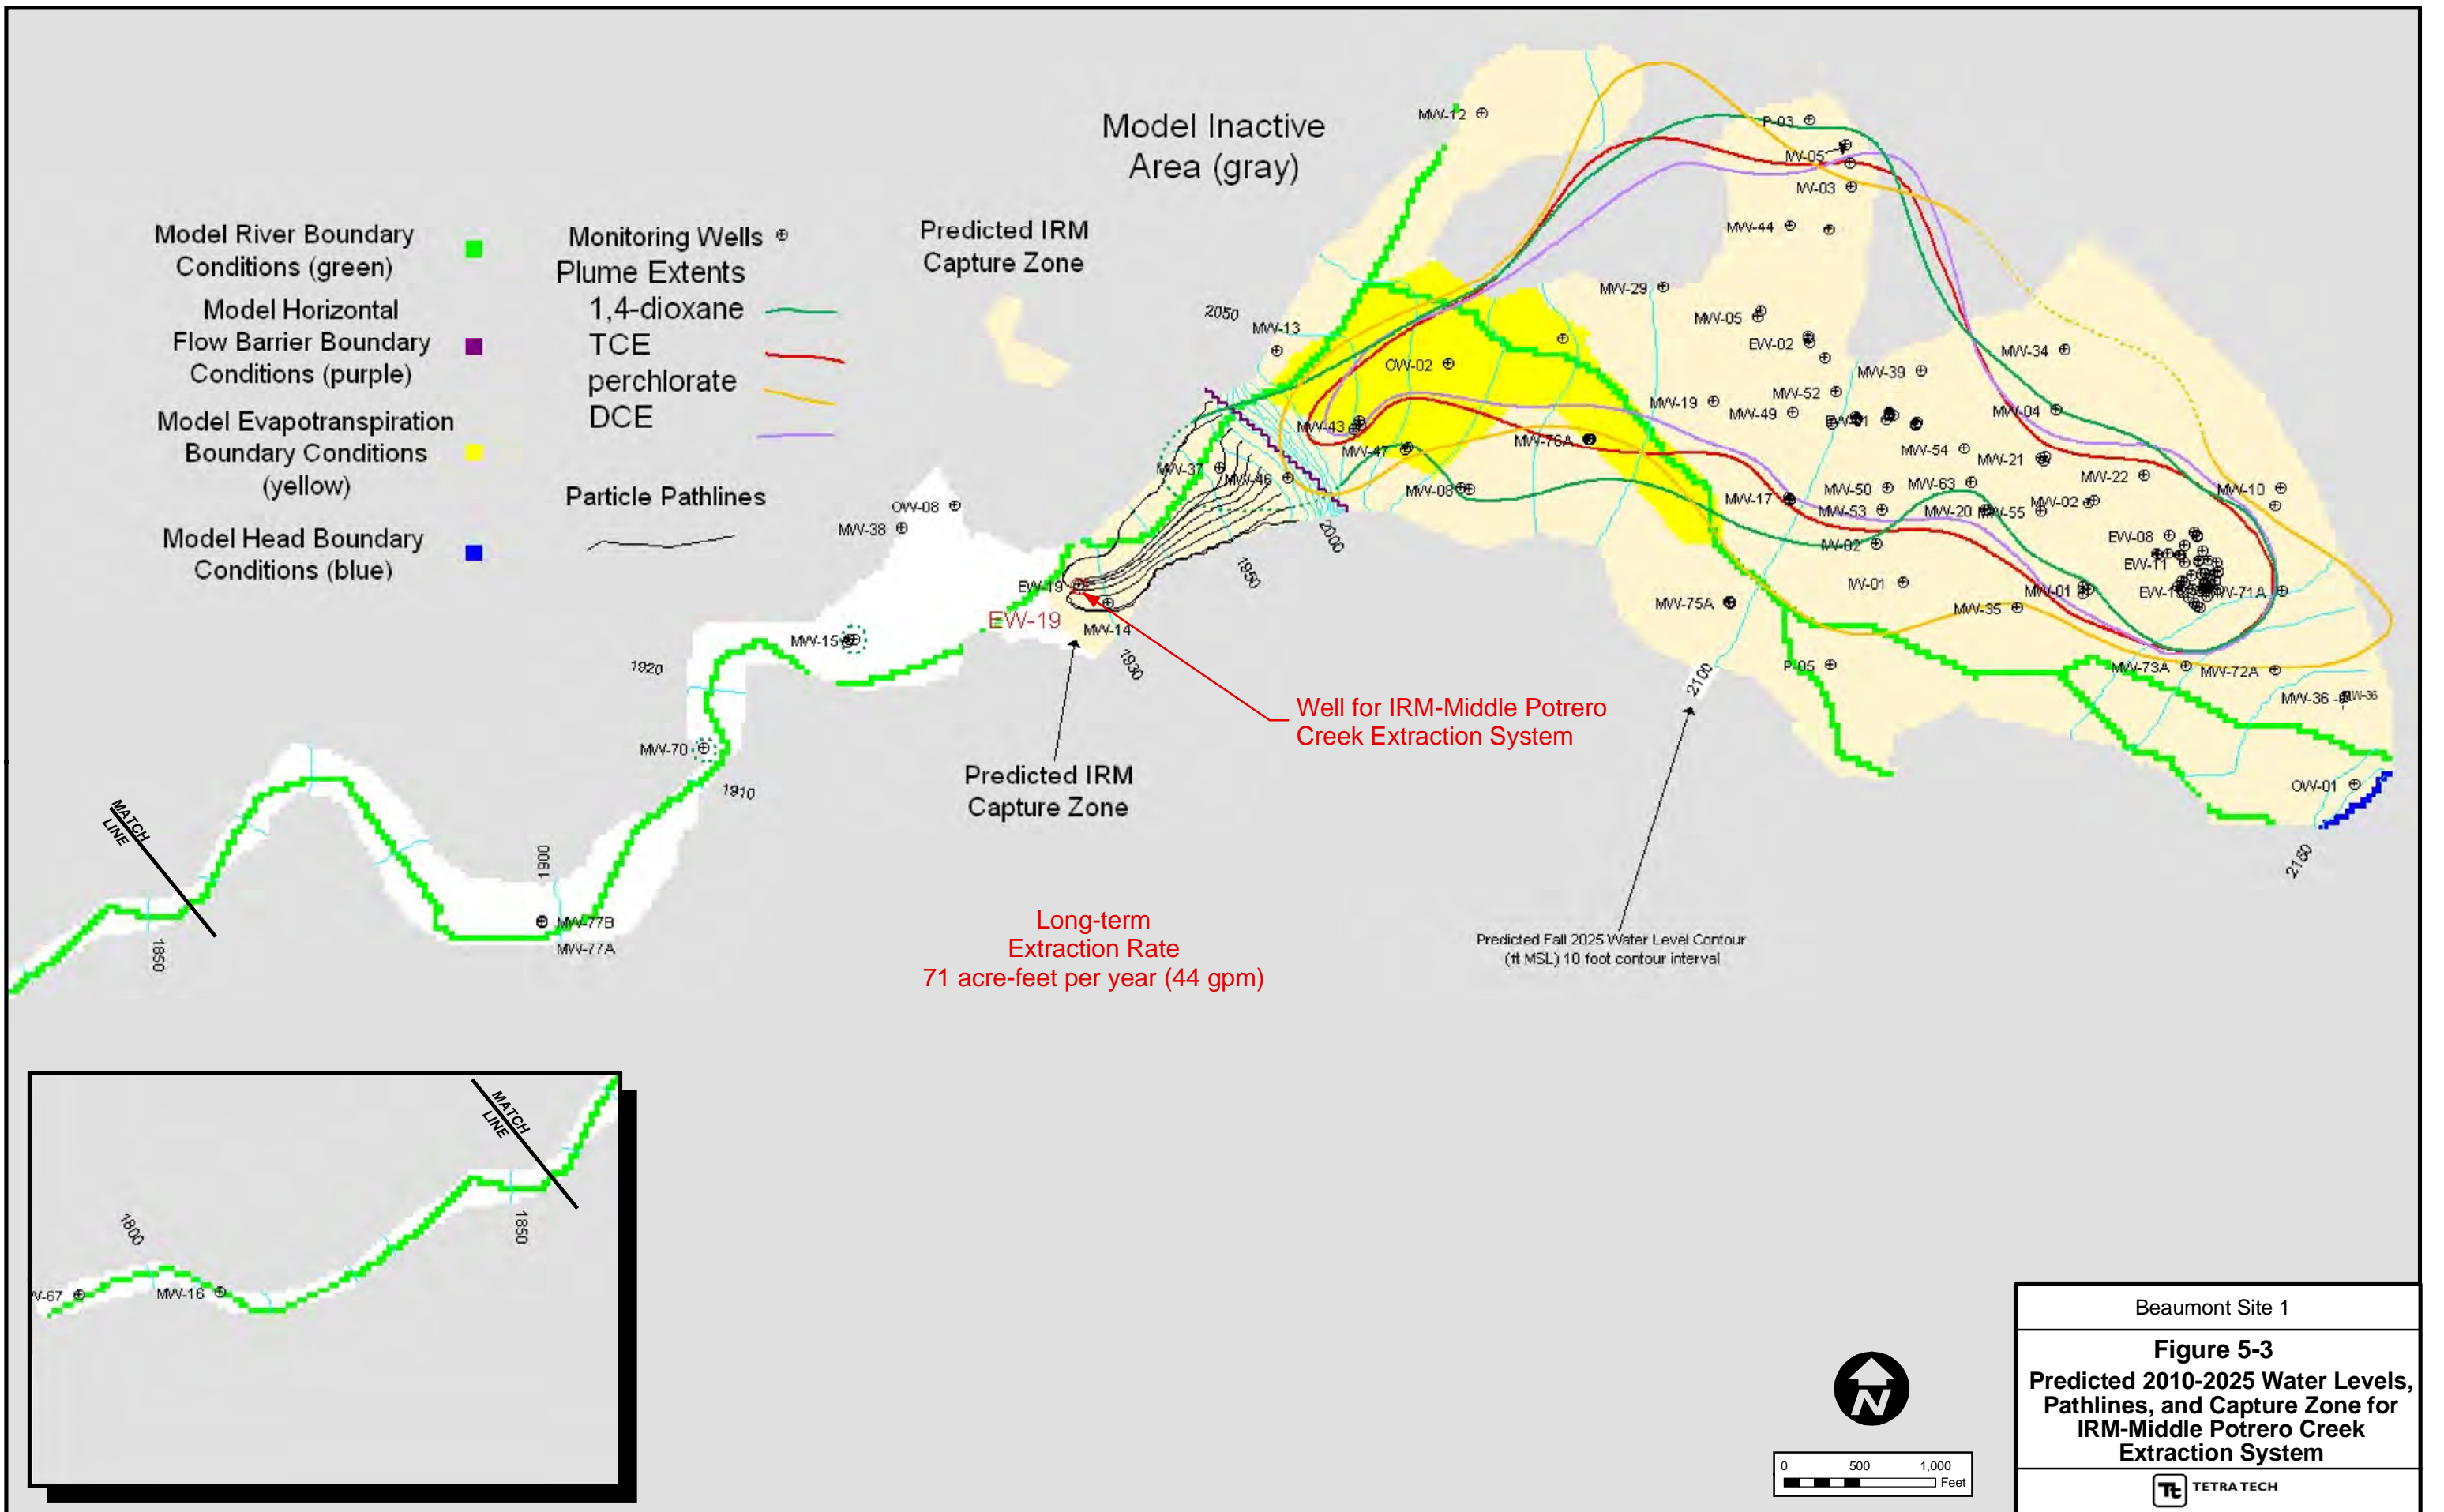 Model Inactive
Area (gray)
Model River Boundary
Conditions (green)
Model Horizontal
Flow Barrier Boundary
Conditions (purple)
Model Evapotranspiration
Boundary Conditions
(yellow)
Model Head Boundary
Conditions (blue)
Monitoring Wells
Plume Extents
1,4-dioxane
TCE
perchlorate
DCE
Particle Pathlines
Predicted IRM
Capture Zone
MW-12
P-03
IW-05
IW-03
MW-44
MW-29
MW-05
EW-02
2050
MW-13
OW-02
MW-34
MW-39
MW-52
MW-19
MW-49
MW-04
MW-43
MW-47
MW-76A
MW-54
MW-21
MW-22
MW-37
MW-46
MW-08
MW-17
MW-50
MW-63
MW-10
MW-53
MW-20
MW-55
MW-02
OW-08
MW-38
2000
1950
IW-02
EW-08
EW-11
EW-19
EW-19
MW-14
IW-01
MW-01
MW-71A
MW-75A
MW-35
MW-15
1930
1920
2100
P-05
MW-73A
MW-72A
MW-36
MW-36
Well for IRM-Middle Potrero
Creek Extraction System
MW-70
1910
Predicted IRM
Capture Zone
OW-01
2160
MATCH
LINE
1900
MW-77B
MW-77A
1850
Long-term
Extraction Rate
71 acre-feet per year (44 gpm)
Predicted Fall 2025 Water Level Contour
(ft MSL) 10 foot contour interval
MATCH
LINE
1800
1850
W-67
MW-16
N
0 500 1,000
Feet
Beaumont Site 1
Figure 5-3
Predicted 2010-2025 Water Levels,
Pathlines, and Capture Zone for
IRM-Middle Potrero Creek
Extraction System
Tt TETRA TECH